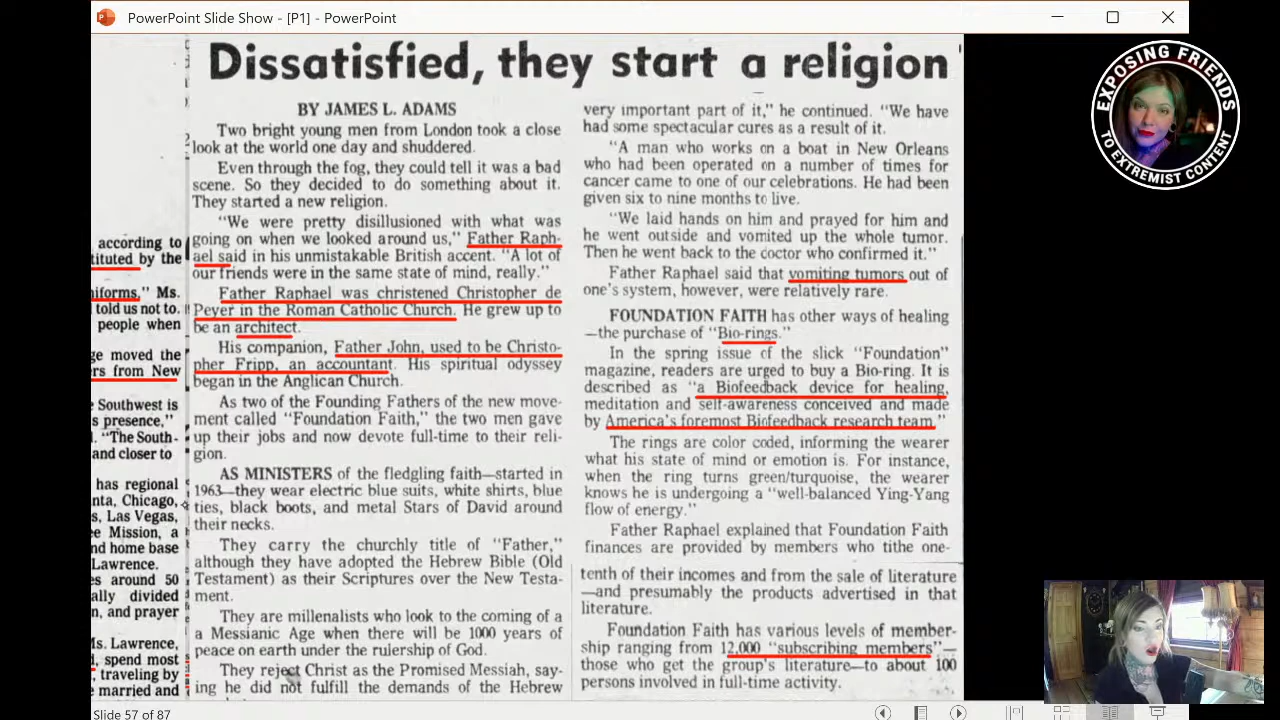 PowerPoint Slide Show - [P1] - PowerPoint
EXPOSING FRIENDS
TO EXTREMIST CONTENT
Dissatisfied, they start a religion
according to
tituted by the
niforms," Ms.
told us not to.
people when
ge moved the
ers from New
Southwest is
s presence,"
. "The South-
and closer to
has regional
nta, Chicago,
s, Las Vegas,
e Mission, a
nd home base
Lawrence.
es around 50
ally divided
n, and prayer
Ms. Lawrence,
, spend most
, traveling by
married and
BY JAMES L. ADAMS
Two bright young men from London took a close
look at the world one day and shuddered.
Even through the fog, they could tell it was a bad
scene. So they decided to do something about it.
They started a new religion.
"We were pretty disillusioned with what was
going on when we looked around us," Father Raph-
ael said in his unmistakable British accent. "A lot of
our friends were in the same state of mind, really."
Father Raphael was christened Christopher de
Peyer in the Roman Catholic Church. He grew up to
be an architect.
His companion, Father John, used to be Christo-
pher Fripp, an accountant. His spiritual odyssey
began in the Anglican Church.
As two of the Founding Fathers of the new move-
ment called "Foundation Faith," the two men gave
up their jobs and now devote full-time to their reli-
gion.
AS MINISTERS of the fledgling faith—started in
1963—they wear electric blue suits, white shirts, blue
ties, black boots, and metal Stars of David around
their necks.
They carry the churchly title of "Father,"
although they have adopted the Hebrew Bible (Old
Testament) as their Scriptures over the New Testa-
ment.
They are millenalists who look to the coming of a
a Messianic Age when there will be 1000 years of
peace on earth under the rulership of God.
They reject Christ as the Promised Messiah, say-
ing he did not fulfill the demands of the Hebrew
very important part of it," he continued. "We have
had some spectacular cures as a result of it.
"A man who works on a boat in New Orleans
who had been operated on a number of times for
cancer came to one of our celebrations. He had been
given six to nine months to live.
"We laid hands on him and prayed for him and
he went outside and vomited up the whole tumor.
Then he went back to the coctor who confirmed it."
Father Raphael said that vomiting tumors out of
one's system, however, were relatively rare.
FOUNDATION FAITH has other ways of healing
—the purchase of "Bio-rings."
In the spring issue of the slick "Foundation"
magazine, readers are urged to buy a Bio-ring. It is
described as "a Biofeedback device for healing,
meditation and self-awareness conceived and made
by America's foremost Biofeedback research team."
The rings are color coded, informing the wearer
what his state of mind or emotion is. For instance,
when the ring turns green/turquoise, the wearer
knows he is undergoing a "well-balanced Ying-Yang
flow of energy."
Father Raphael explained that Foundation Faith
finances are provided by members who tithe one-
tenth of their incomes and from the sale of literature
—and presumably the products advertised in that
literature.
Foundation Faith has various levels of member-
ship ranging from 12,000 "subscribing members"—
those who get the group's literature—to about 100
persons involved in full-time activity.
Slide 57 of 87